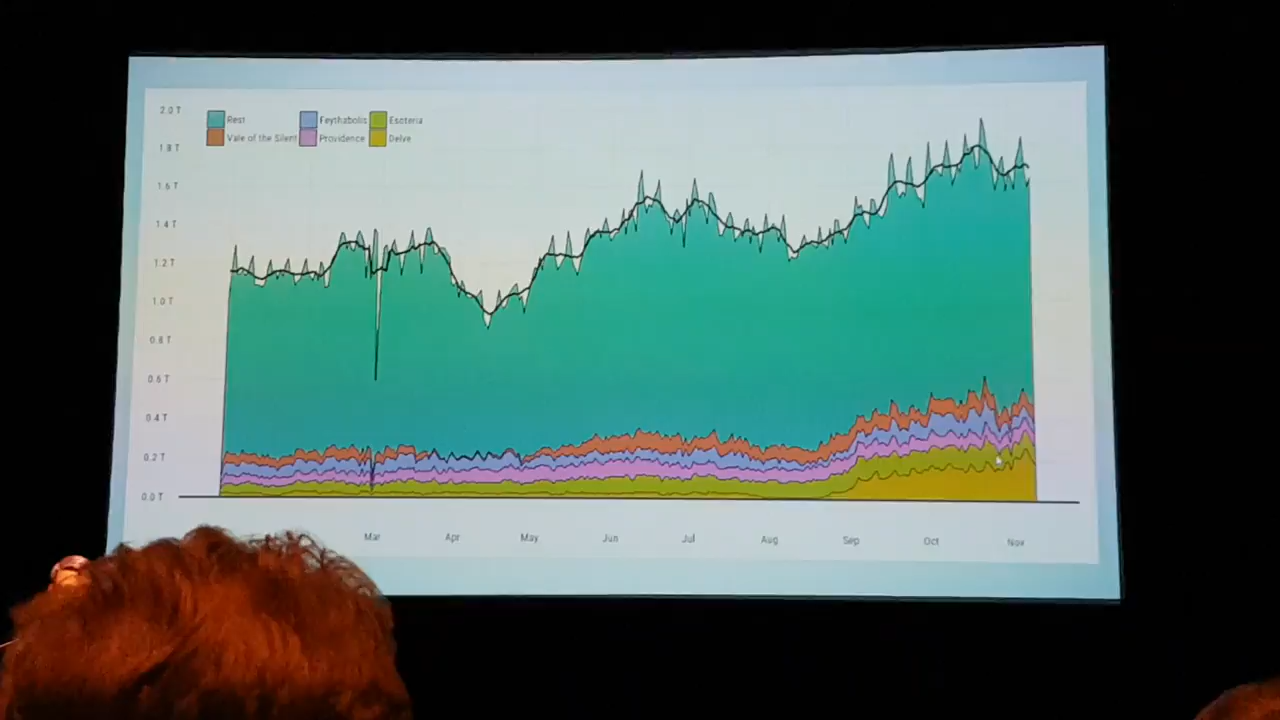 2.0 T
Rest Feythabolis Esoteria
Vale of the Silent Providence Delve
1.8 T
1.6 T
1.4 T
1.2 T
1.0 T
0.8 T
0.6 T
0.4 T
0.2 T
0.0 T
Mar Apr May Jun Jul Aug Sep Oct Nov